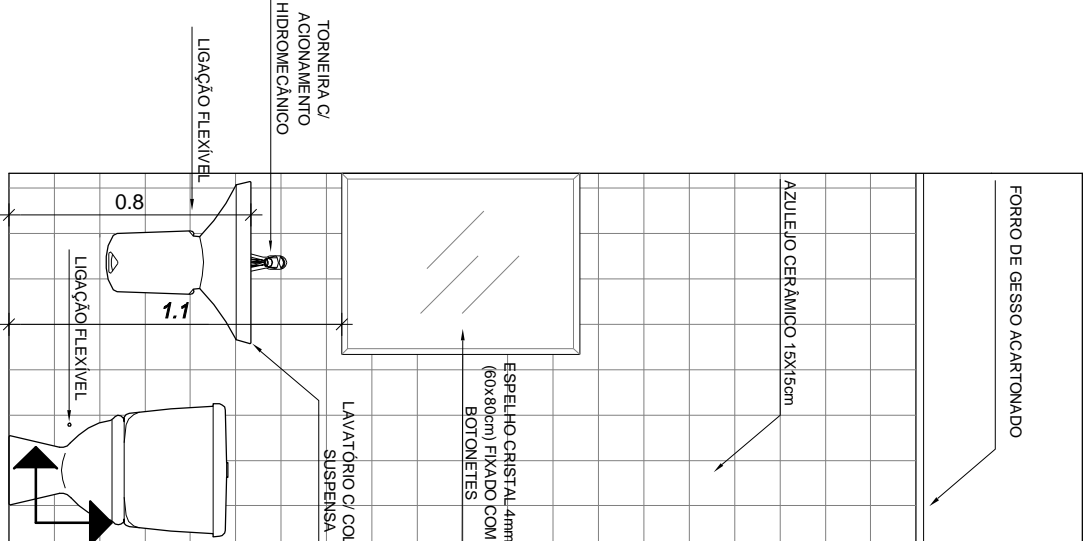 TORNEIRA C/
ACIONAMENTO
HIDROMECÂNICO
LIGAÇÃO FLEXÍVEL
0.8
1.1
LIGAÇÃO FLEXÍVEL
LAVATÓRIO C/ COL
SUSPENSA
ESPELHO CRISTAL 4mm
(60x80cm) FIXADO COM
BOTONETES
AZULEJO CERÂMICO 15X15cm
FORRO DE GESSO ACARTONADO